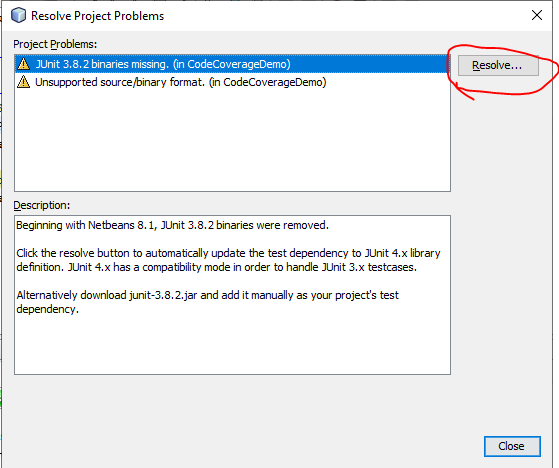 Resolve Project Problems
Project Problems:
JUnit 3.8.2 binaries missing. (in CodeCoverageDemo)
Resolve...
Unsupported source/binary format. (in CodeCoverageDemo)
Description:
Beginning with Netbeans 8.1, JUnit 3.8.2 binaries were removed.
Click the resolve button to automatically update the test dependency to JUnit 4.x library
definition. JUnit 4.x has a compatibility mode in order to handle JUnit 3.x testcases.
Alternatively download junit-3.8.2.jar and add it manually as your project's test
dependency.
Close